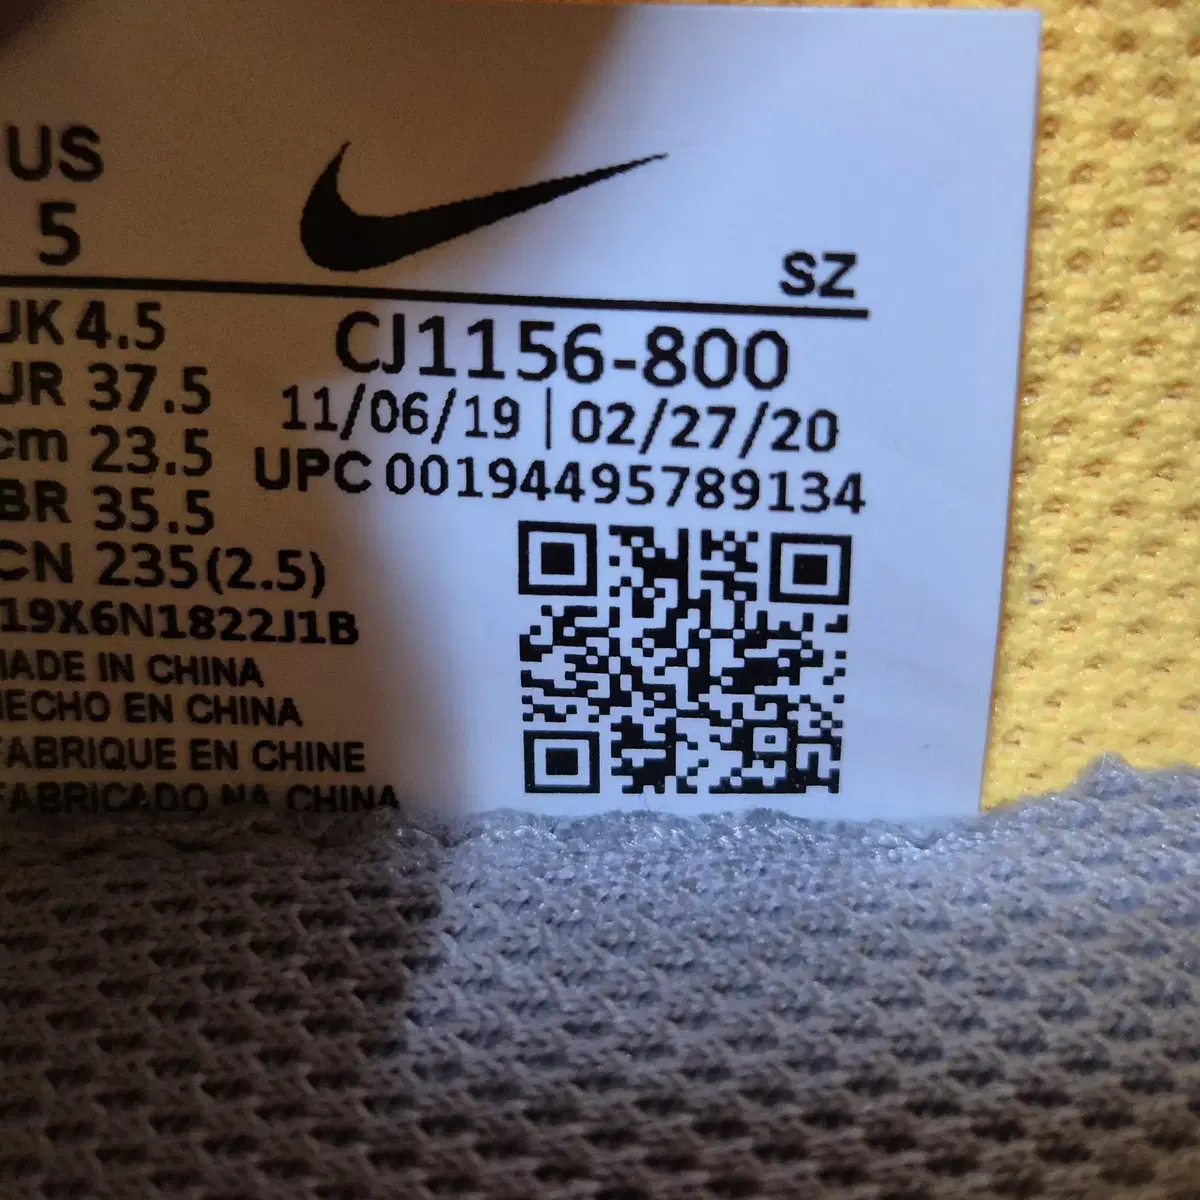 US
5
SZ
UK 4.5
CJ1156-800
UR 37.5
11/06/19 | 02/27/20
cm 23.5
UPC 00194495789134
BR 35.5
CN 235(2.5)
19X6N1822J1B
MADE IN CHINA
HECHO EN CHINA
FABRIQUE EN CHINE
FABRICADO NA CHINA